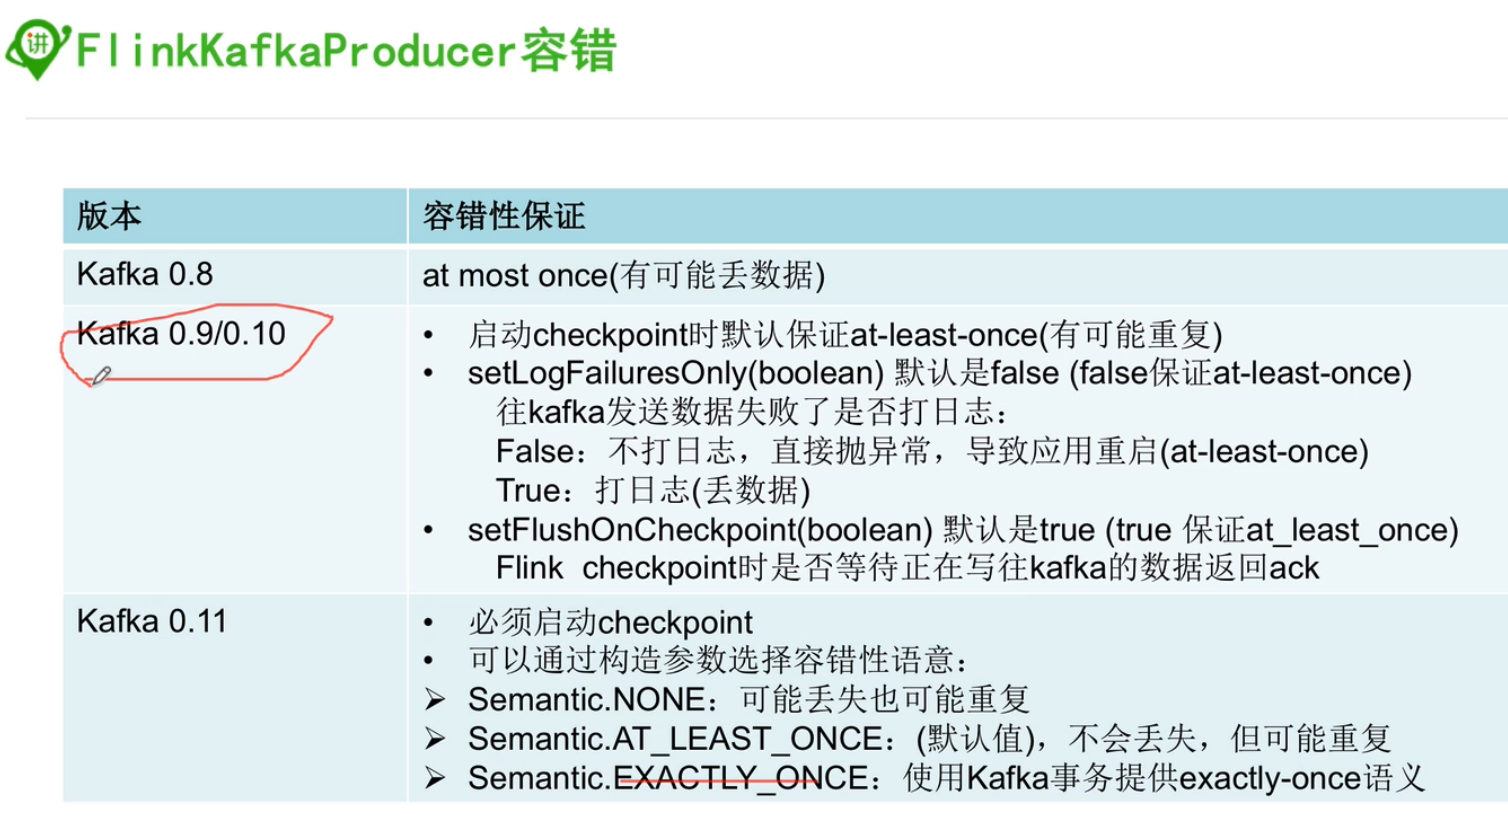 讲
FlinkKafkaProducer容错
版本
容错性保证
Kafka 0.8
at most once(有可能丢数据)
Kafka 0.9/0.10
• 启动checkpoint时默认保证at-least-once(有可能重复)
• setLogFailuresOnly(boolean) 默认是false (false保证at-least-once)
往kafka发送数据失败了是否打日志：
False：不打日志，直接抛异常，导致应用重启(at-least-once)
True：打日志(丢数据)
• setFlushOnCheckpoint(boolean) 默认是true (true 保证at_least_once)
Flink checkpoint时是否等待正在写往kafka的数据返回ack
Kafka 0.11
• 必须启动checkpoint
• 可以通过构造参数选择容错性语意：
➢ Semantic.NONE：可能丢失也可能重复
➢ Semantic.AT_LEAST_ONCE：(默认值)，不会丢失，但可能重复
➢ Semantic.EXACTLY_ONCE：使用Kafka事务提供exactly-once语义